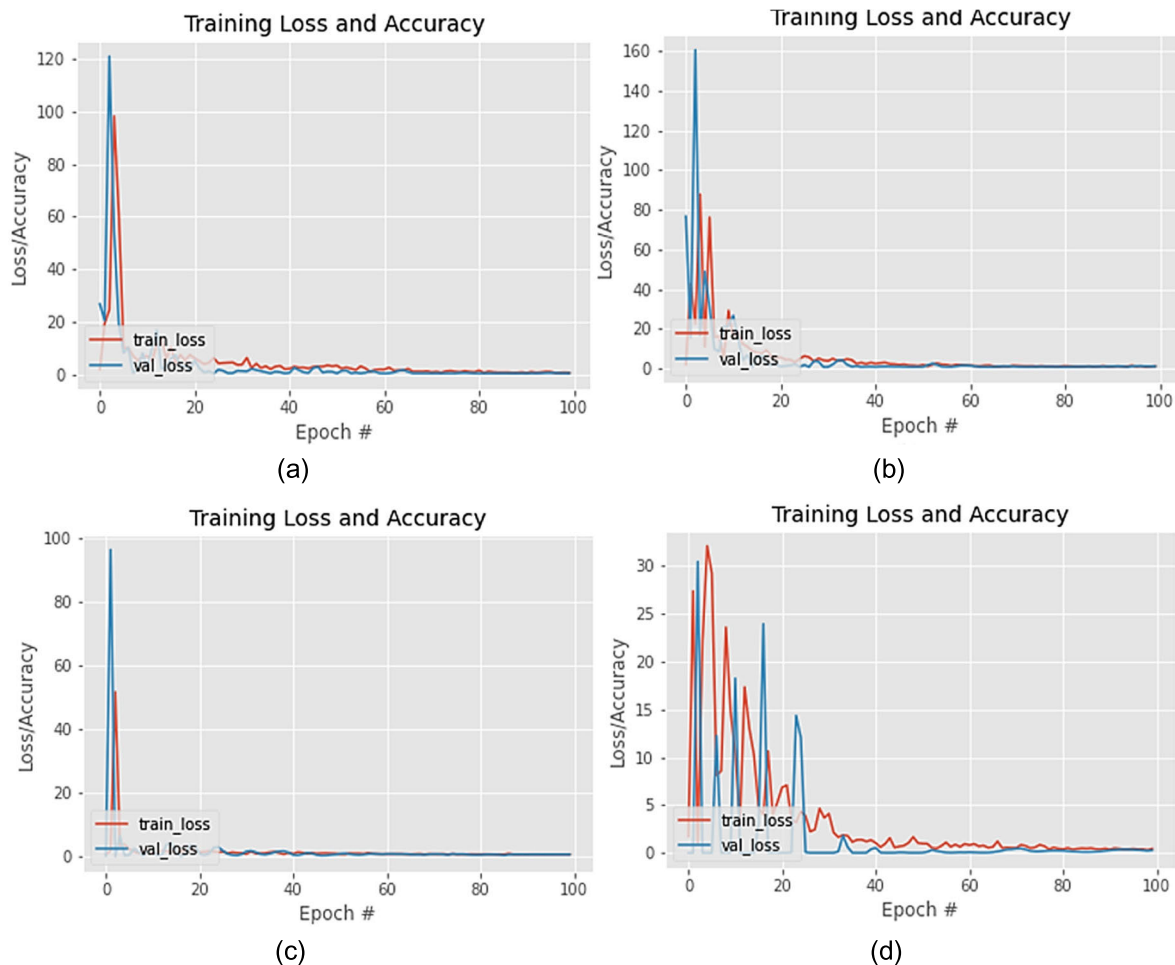 Training Loss and Accuracy
Loss/Accuracy
120
100
80
60
40
20
0
train_loss
val_loss
0 20 40 60 80 100
Epoch #
(a)
Training Loss and Accuracy
Loss/Accuracy
160
140
120
100
80
60
40
20
0
train_loss
val_loss
0 20 40 60 80 100
Epoch #
(b)
Training Loss and Accuracy
Loss/Accuracy
100
80
60
40
20
0
train_loss
val_loss
0 20 40 60 80 100
Epoch #
(c)
Training Loss and Accuracy
Loss/Accuracy
30
25
20
15
10
5
0
train_loss
val_loss
0 20 40 60 80 100
Epoch #
(d)